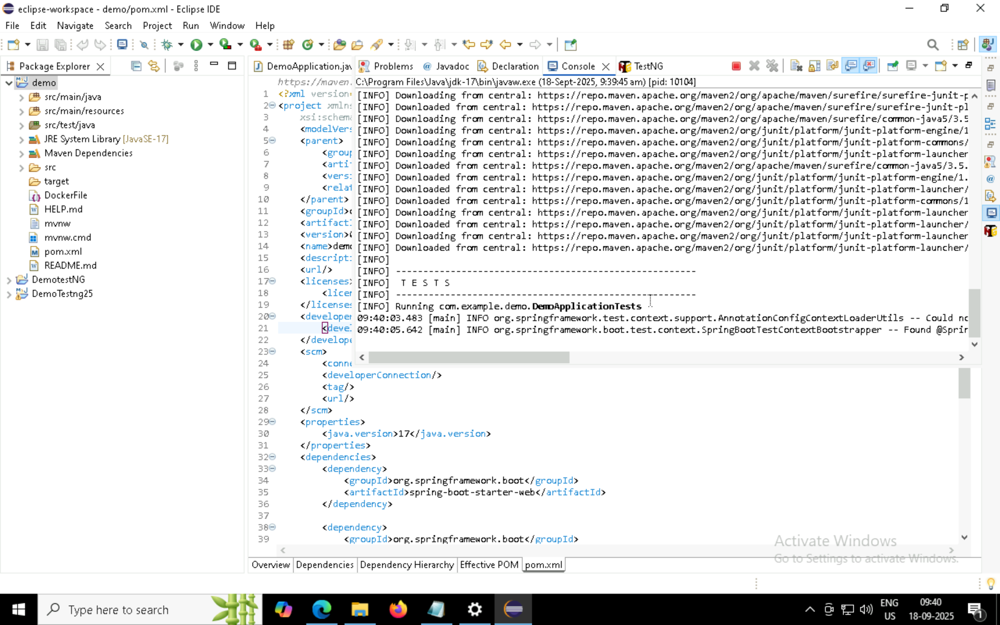 eclipse-workspace - demo/pom.xml - Eclipse IDE
File Edit Navigate Search Project Run Window Help
Package Explorer
demo
src/main/java
src/main/resources
src/test/java
JRE System Library [JavaSE-17]
Maven Dependencies
src
target
DockerFile
HELP.md
mvnw
mvnw.cmd
pom.xml
README.md
DemotestNG
DemoTestng25
DemoApplication.jav
Problems @ Javadoc Declaration Console TestNG
C:\Program Files\Java\jdk-17\bin\javaw.exe (18-Sept-2025, 9:39:45 am) [pid: 10104]
[INFO] Downloading from central: https://repo.maven.apache.org/maven2/org/apache/maven/surefire/surefire-junit-p
[INFO] Downloaded from central: https://repo.maven.apache.org/maven2/org/apache/maven/surefire/surefire-junit-pl
[INFO] Downloaded from central: https://repo.maven.apache.org/maven2/org/apache/maven/surefire/common-java5/3.5
[INFO] Downloading from central: https://repo.maven.apache.org/maven2/org/junit/platform/junit-platform-engine/1
[INFO] Downloading from central: https://repo.maven.apache.org/maven2/org/junit/platform/junit-platform-commons/
[INFO] Downloading from central: https://repo.maven.apache.org/maven2/org/junit/platform/junit-platform-launcher
[INFO] Downloaded from central: https://repo.maven.apache.org/maven2/org/apache/maven/surefire/common-java5/3.5.
[INFO] Downloaded from central: https://repo.maven.apache.org/maven2/org/junit/platform/junit-platform-engine/1.
[INFO] Downloaded from central: https://repo.maven.apache.org/maven2/org/junit/platform/junit-platform-launcher/
[INFO] Downloaded from central: https://repo.maven.apache.org/maven2/org/junit/platform/junit-platform-commons/1
[INFO] Downloading from central: https://repo.maven.apache.org/maven2/org/junit/platform/junit-platform-launcher
[INFO] Downloaded from central: https://repo.maven.apache.org/maven2/org/junit/platform/junit-platform-launcher/
[INFO] Downloading from central: https://repo.maven.apache.org/maven2/org/junit/platform/junit-platform-launcher
[INFO] Downloaded from central: https://repo.maven.apache.org/maven2/org/junit/platform/junit-platform-launcher/
[INFO]
[INFO] -------------------------------------------------------
[INFO] T E S T S
[INFO] -------------------------------------------------------
[INFO] Running com.example.demo.DemoApplicationTests
09:40:03.483 [main] INFO org.springframework.test.context.support.AnnotationConfigContextLoaderUtils -- Could nc
09:40:05.642 [main] INFO org.springframework.boot.test.context.SpringBootTestContextBootstrapper -- Found @Sprir
https://maven.
1 <?xml version=
2 <project xmlns
3 xsi:schema
4 <modelVers
5 <parent>
6 <group
7 <arti
8 <vers:
9 <relat
10 </parent>
11 <groupId>
12 <artifact
13 <version>
14 <name>demo
15 <descripti
16 <url/>
17 <licenses>
18 <licen
19 </licenses
20 <developer
21 <devel
22 </develope
23 <scm>
24 <conne
25 <developerConnection/>
26 <tag/>
27 <url/>
28 </scm>
29 <properties>
30 <java.version>17</java.version>
31 </properties>
32 <dependencies>
33 <dependency>
34 <groupId>org.springframework.boot</groupId>
35 <artifactId>spring-boot-starter-web</artifactId>
36 </dependency>
37
38 <dependency>
39 <groupId>org.springframework.boot</groupId>
Activate Windows
Go to Settings to activate Windows.
Overview Dependencies Dependency Hierarchy Effective POM pom.xml
Type here to search
ENG
US
09:40
18-09-2025
1